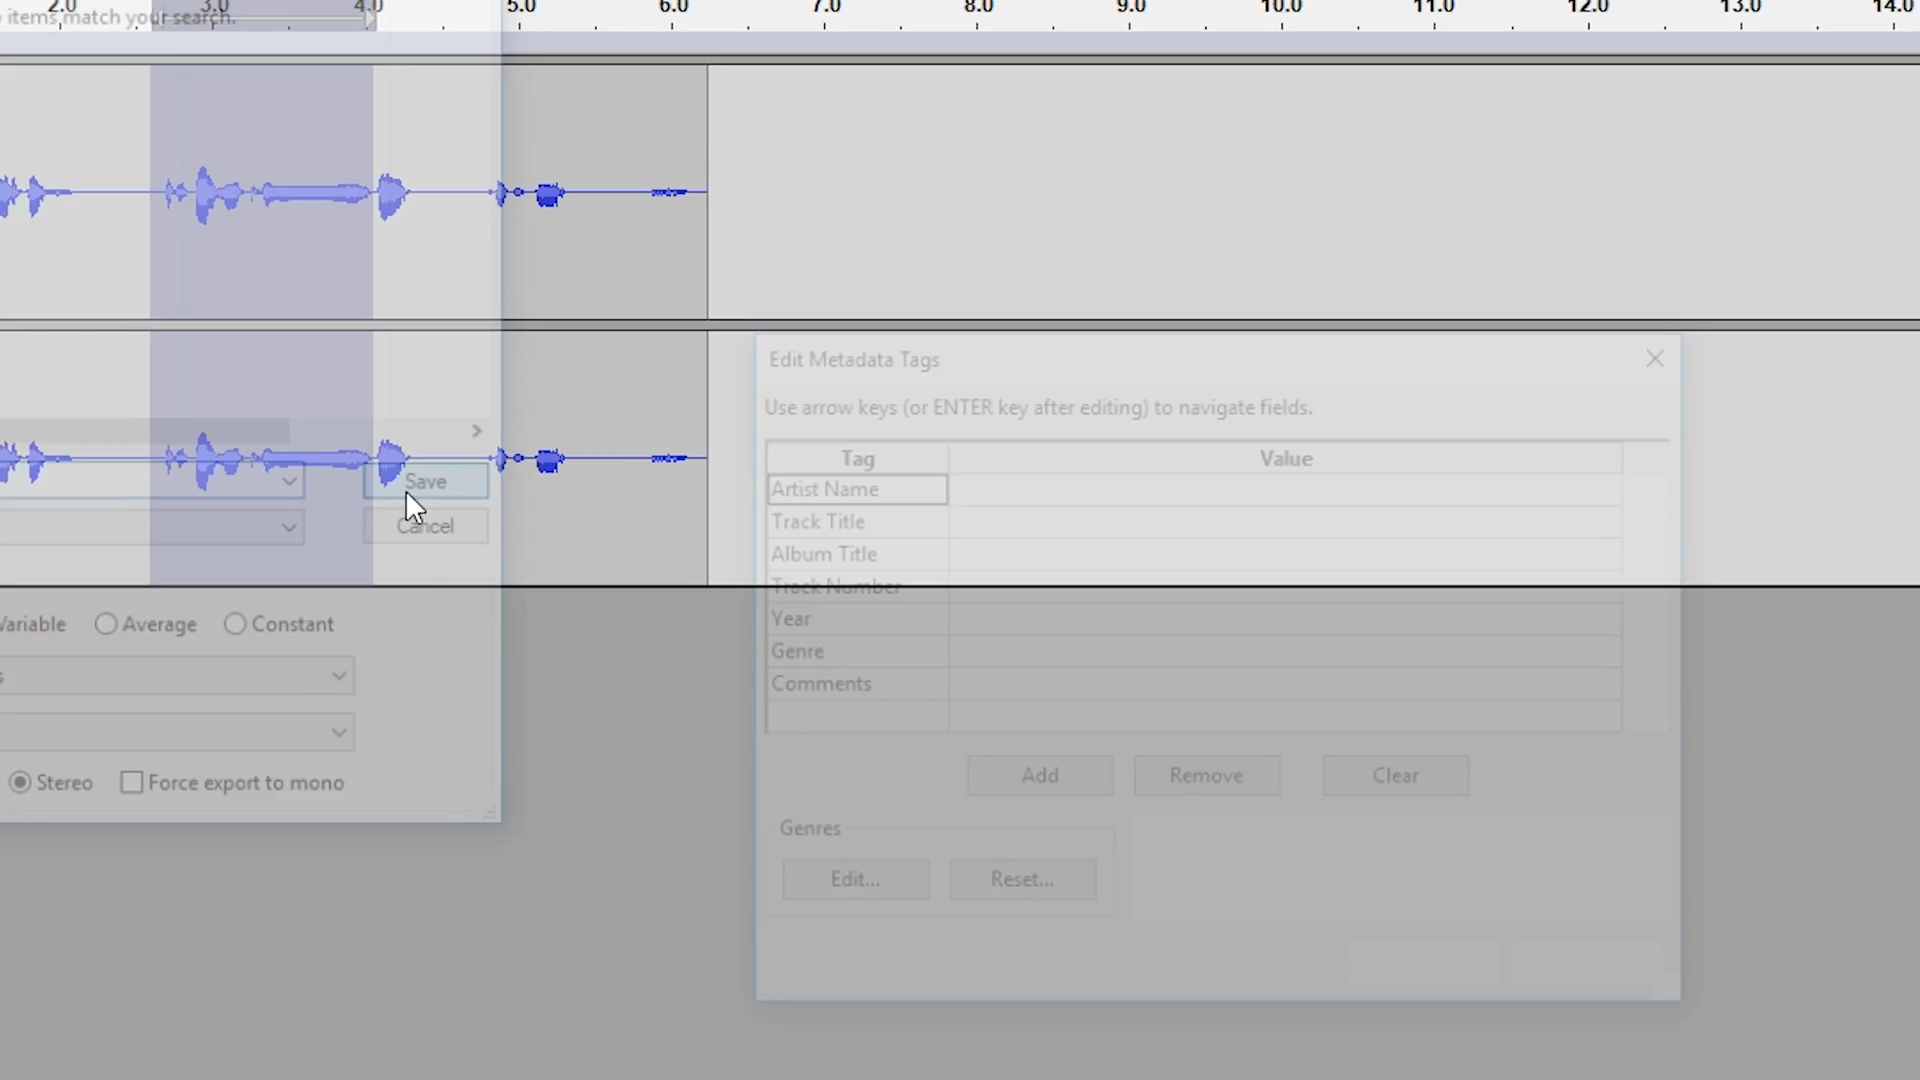 2.0 3.0 4.0 5.0 6.0 7.0 8.0 9.0 10.0 11.0 12.0 13.0 14.0
items match your search.
Save
Cancel
Variable Average Constant
s
Stereo Force export to mono
Edit Metadata Tags
Use arrow keys (or ENTER key after editing) to navigate fields.
Tag Value
Artist Name
Track Title
Album Title
Track Number
Year
Genre
Comments
Add Remove Clear
Genres
Edit... Reset...